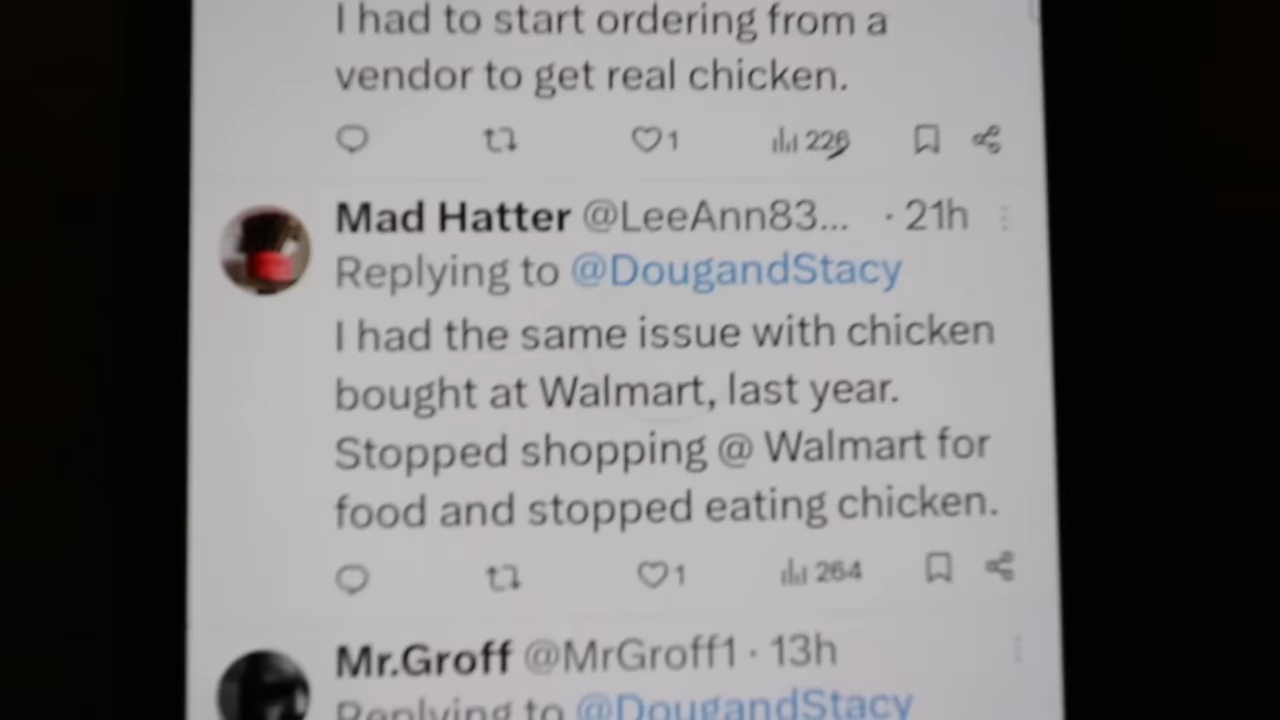 I had to start ordering from a
vendor to get real chicken.
1 226
Mad Hatter @LeeAnn83... · 21h
Replying to @DougandStacy
I had the same issue with chicken
bought at Walmart, last year.
Stopped shopping @ Walmart for
food and stopped eating chicken.
1 264
Mr.Groff @MrGroff1 · 13h
Replying to @DougandStacy